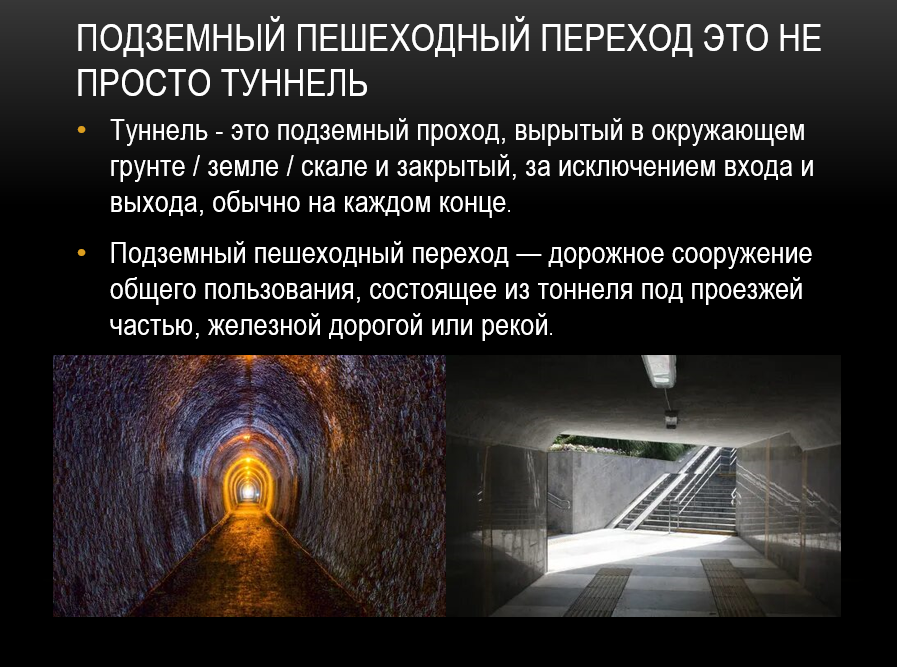 ПОДЗЕМНЫЙ ПЕШЕХОДНЫЙ ПЕРЕХОД ЭТО НЕ
ПРОСТО ТУННЕЛЬ
• Туннель - это подземный проход, вырытый в окружающем
грунте / земле / скале и закрытый, за исключением входа и
выхода, обычно на каждом конце.
• Подземный пешеходный переход — дорожное сооружение
общего пользования, состоящее из тоннеля под проезжей
частью, железной дорогой или рекой.